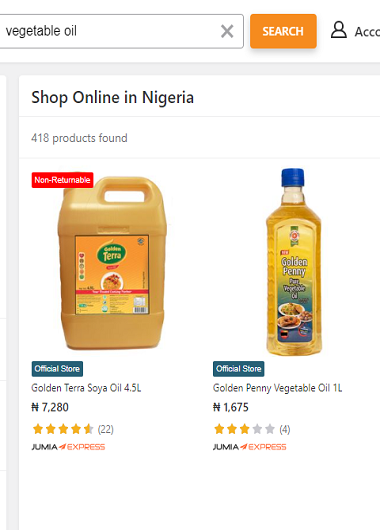 vegetable oil
SEARCH
Acco
Shop Online in Nigeria
418 products found
Non-Returnable
Golden
Terra
4.5L
Golden
Penny
Pure
Vegetable
Oil
Official Store
Official Store
Golden Terra Soya Oil 4.5L
Golden Penny Vegetable Oil 1L
₦ 7,280
₦ 1,675
(22)
(4)
JUMIA EXPRESS
JUMIA EXPRESS